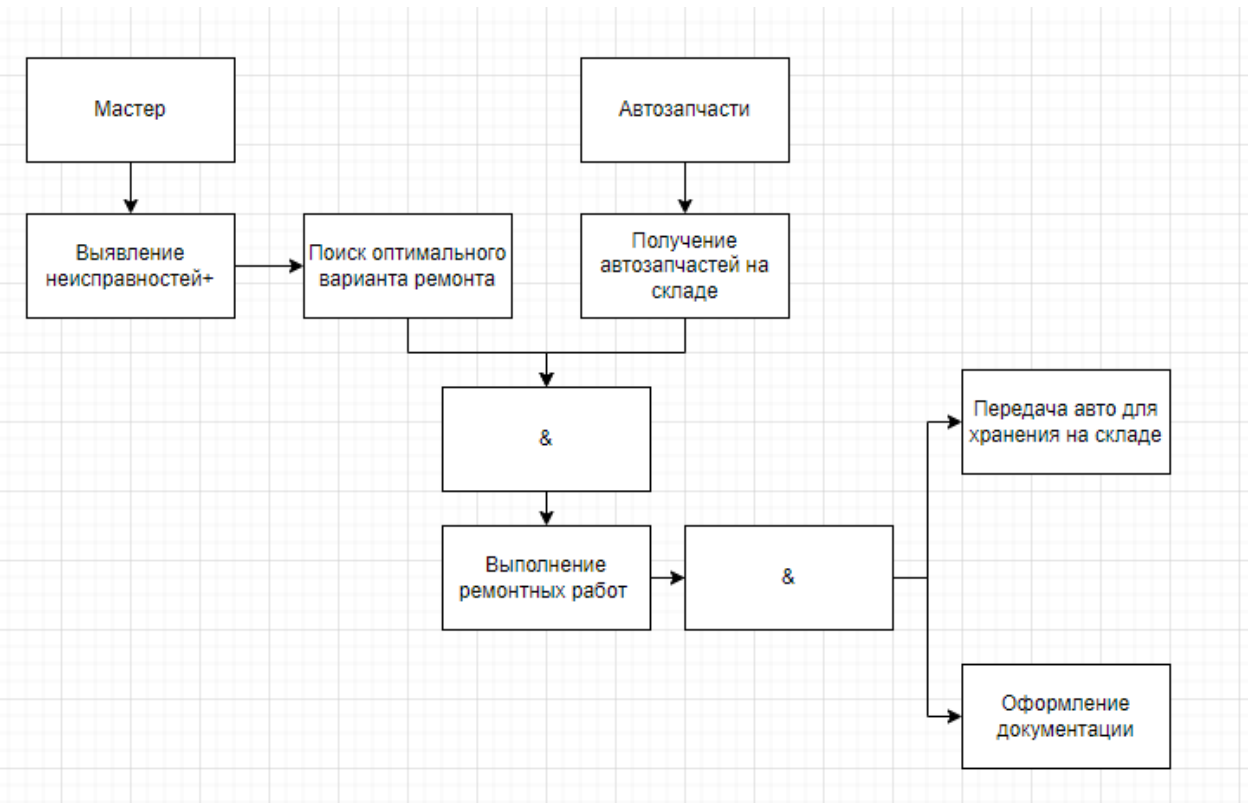 Мастер
Автозапчасти
Выявление
неисправностей+
Поиск оптимального
варианта ремонта
Получение
автозапчастей на
складе
&
Передача авто для
хранения на складе
Выполнение
ремонтных работ
&
Оформление
документации